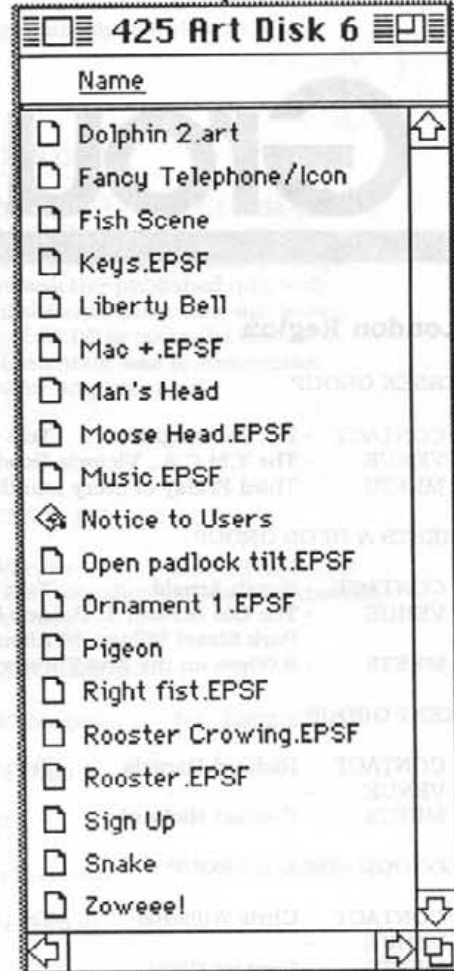 425 Art Disk 6
Name
Dolphin 2.art
Fancy Telephone/Icon
Fish Scene
Keys.EPSF
Liberty Bell
Mac +.EPSF
Man's Head
Moose Head.EPSF
Music.EPSF
Notice to Users
Open padlock tilt.EPSF
Ornament 1.EPSF
Pigeon
Right fist.EPSF
Rooster Crowing.EPSF
Rooster.EPSF
Sign Up
Snake
Zoweee!